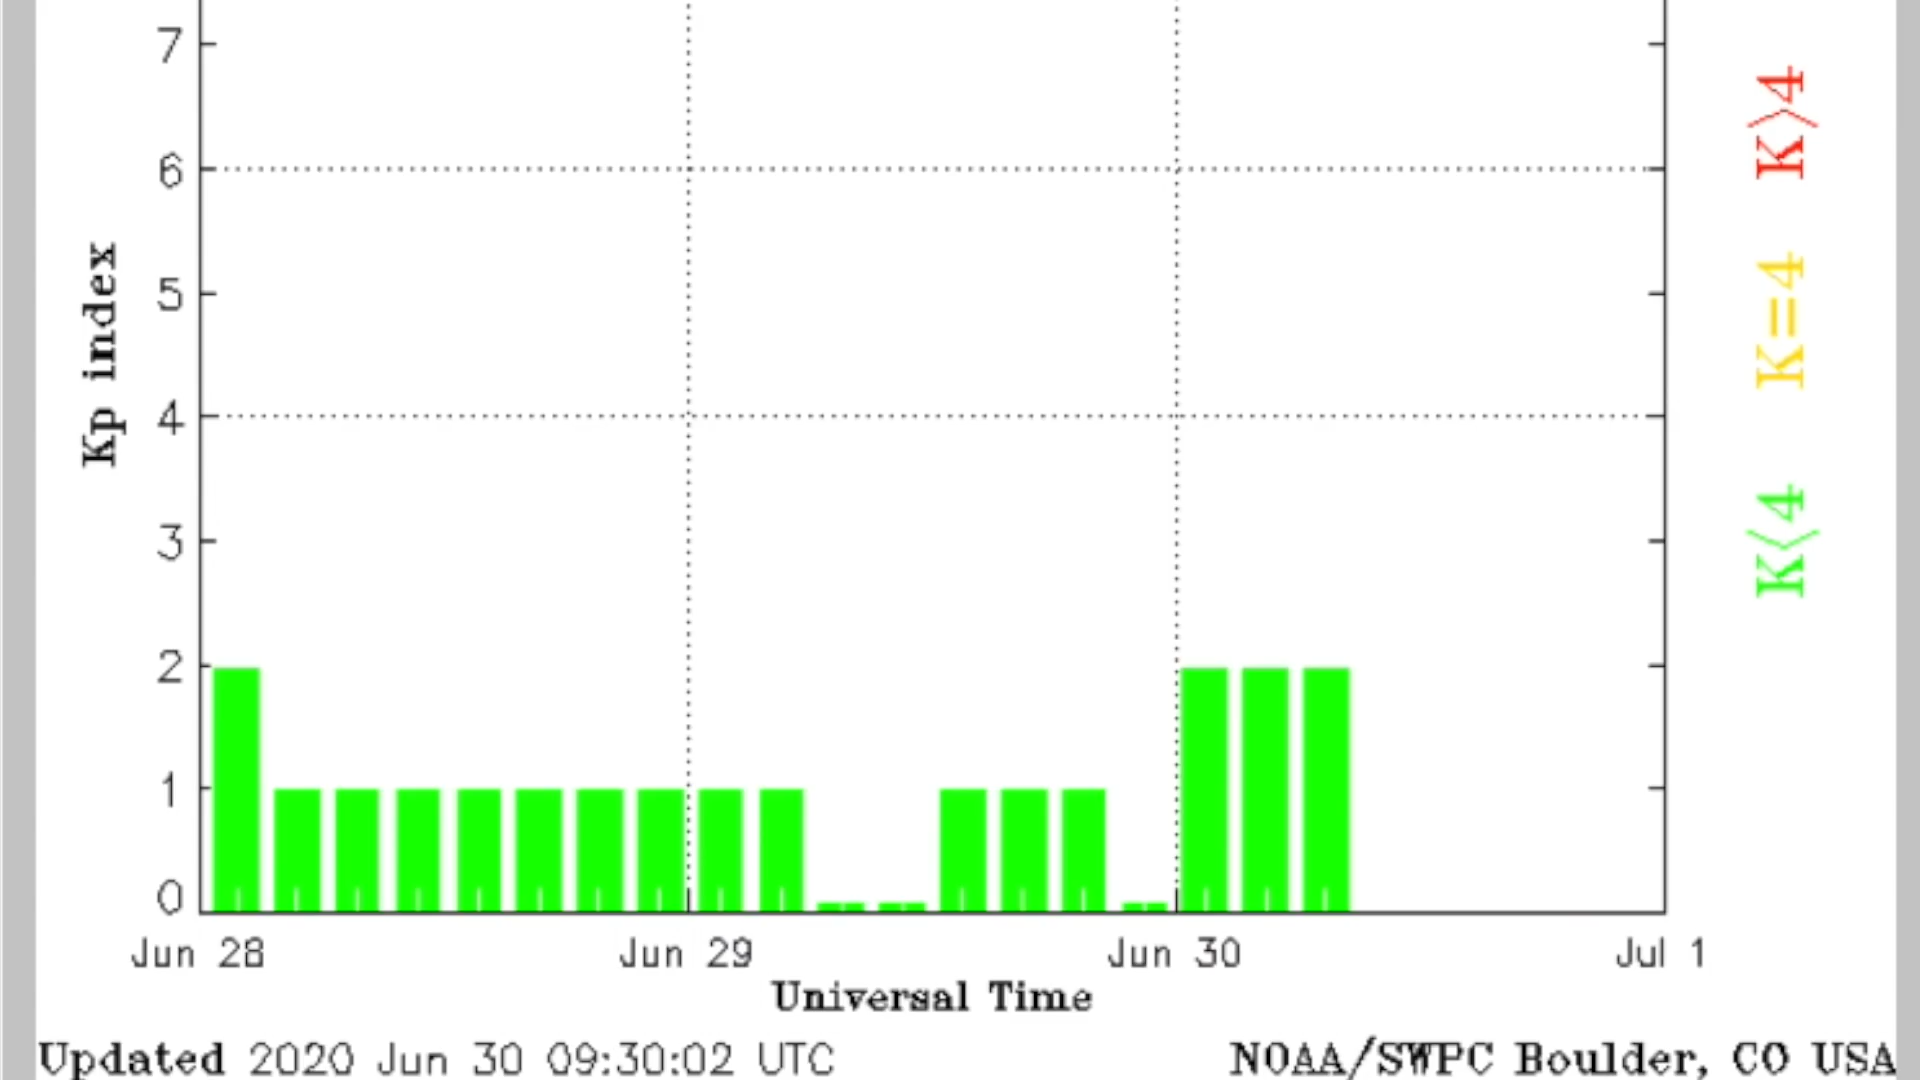 7
6
5
4
3
2
1
0
Kp index
K>4
K=4
K<4
Jun 28 Jun 29 Jun 30 Jul 1
Universal Time
Updated 2020 Jun 30 09:30:02 UTC
NOAA/SWPC Boulder, CO USA